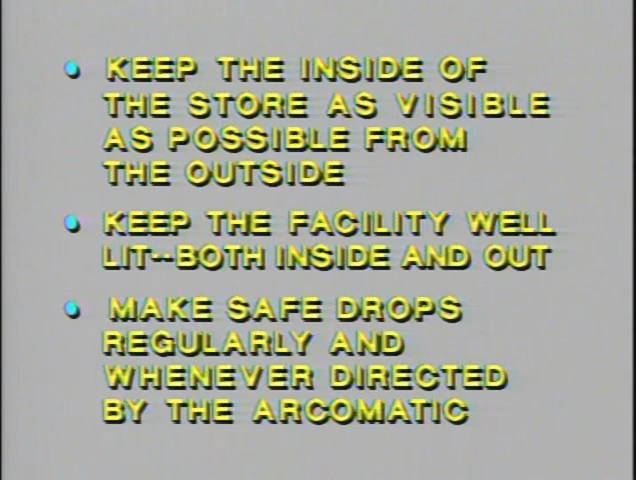 • KEEP THE INSIDE OF
THE STORE AS VISIBLE
AS POSSIBLE FROM
THE OUTSIDE
• KEEP THE FACILITY WELL
LIT--BOTH INSIDE AND OUT
• MAKE SAFE DROPS
REGULARLY AND
WHENEVER DIRECTED
BY THE ARCOMATIC